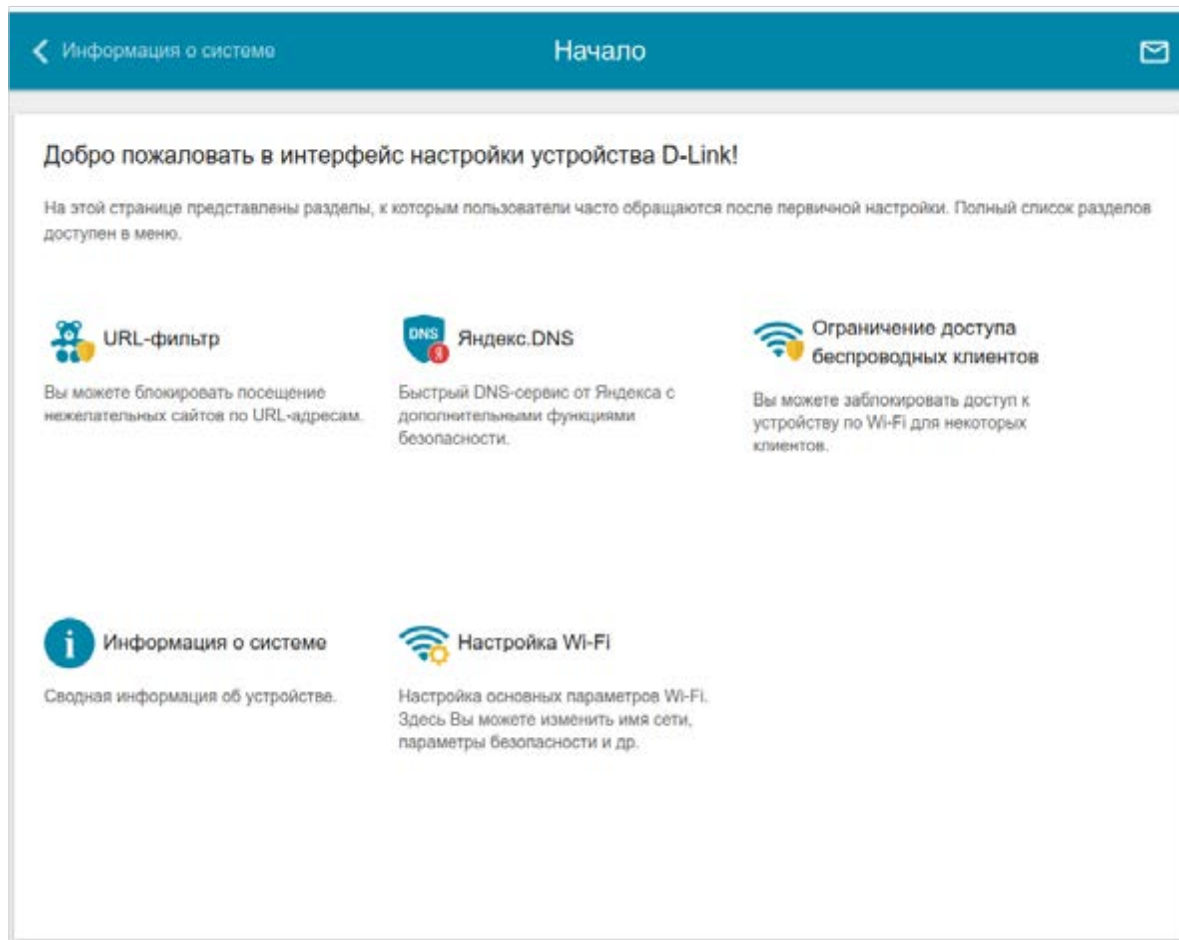 Информация о системе
Начало
Добро пожаловать в интерфейс настройки устройства D-Link!
На этой странице представлены разделы, к которым пользователи часто обращаются после первичной настройки. Полный список разделов
доступен в меню.
URL-фильтр
Вы можете блокировать посещение
нежелательных сайтов по URL-адресам.
DNS
Я
Яндекс.DNS
Быстрый DNS-сервис от Яндекса с
дополнительными функциями
безопасности.
Ограничение доступа
беспроводных клиентов
Вы можете заблокировать доступ к
устройству по Wi-Fi для некоторых
клиентов.
i
Информация о системе
Сводная информация об устройстве.
Настройка Wi-Fi
Настройка основных параметров Wi-Fi.
Здесь Вы можете изменить имя сети,
параметры безопасности и др.